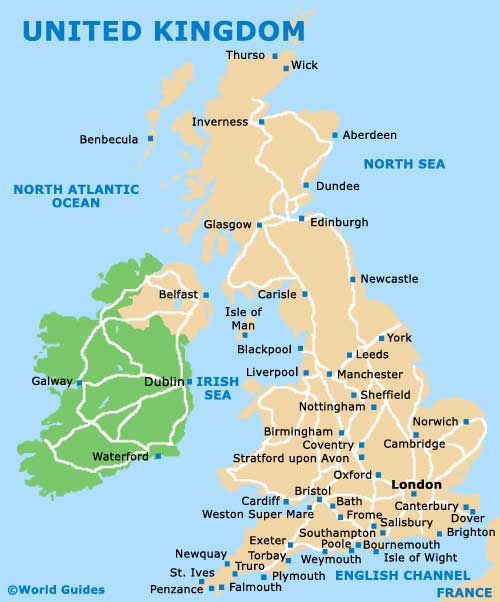 UNITED KINGDOM
Thurso
Wick
Inverness
Benbecula
Aberdeen
NORTH SEA
NORTH ATLANTIC
OCEAN
Dundee
Glasgow
Edinburgh
Newcastle
Belfast
Carlisle
Isle of
Man
York
Blackpool
Leeds
Galway
Dublin
IRISH
SEA
Liverpool
Manchester
Sheffield
Nottingham
Norwich
Birmingham
Cambridge
Coventry
Stratford upon Avon
Waterford
Oxford
London
Cardiff
Bristol
Bath
Canterbury
Weston Super Mare
Frome
Dover
Salisbury
Southampton
Brighton
Exeter
Poole
Bournemouth
Newquay
Torbay
Weymouth
Isle of Wight
St. Ives
Truro
Plymouth
ENGLISH CHANNEL
Penzance
Falmouth
©World Guides
FRANCE